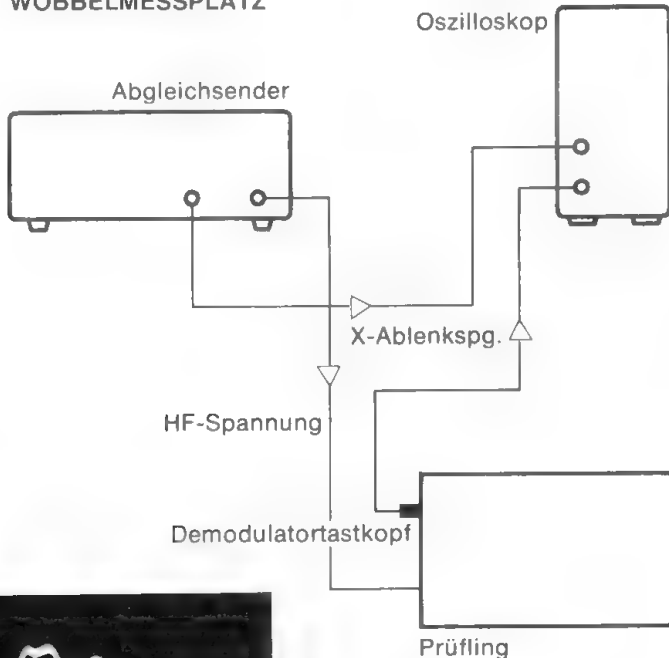 WOBBELMESSPLATZ
Oszilloskop
Abgleichsender
X-Ablenkspg.
HF-Spannung
Demodulatortastkopf
Prüfling